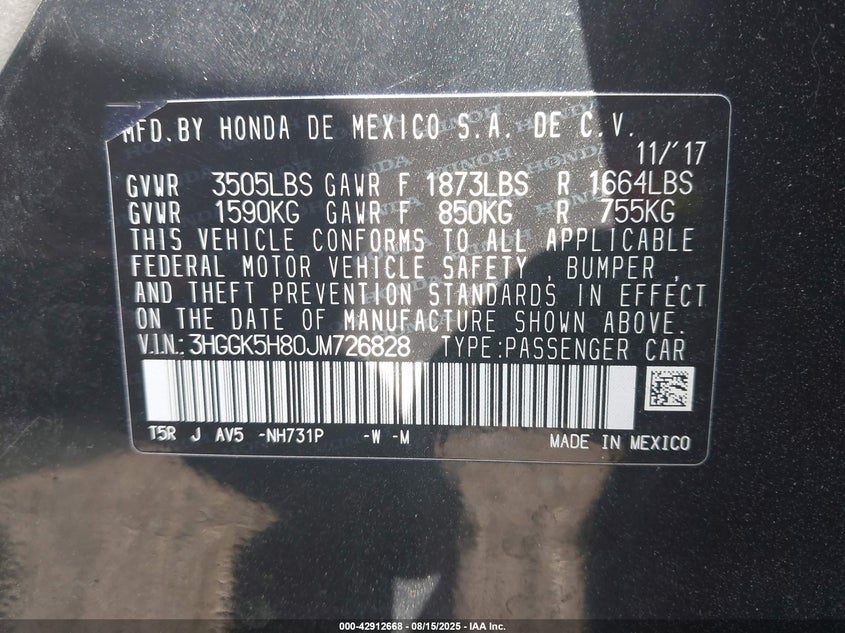 MFD. BY HONDA DE MEXICO S.A. DE C.V.
11/'17
GVWR 3505LBS GAWR F 1873LBS R 1664LBS
GVWR 1590KG GAWR F 850KG R 755KG
THIS VEHICLE CONFORMS TO ALL APPLICABLE
FEDERAL MOTOR VEHICLE SAFETY , BUMPER ,
AND THEFT PREVENTION STANDARDS IN EFFECT
ON THE DATE OF MANUFACTURE SHOWN ABOVE.
V.I.N.:3HGGK5H80JM726828 TYPE:PASSENGER CAR
T5R J AV5 -NH731P -W -M MADE IN MEXICO
000-42912668 - 08/15/2025 - IAA Inc.